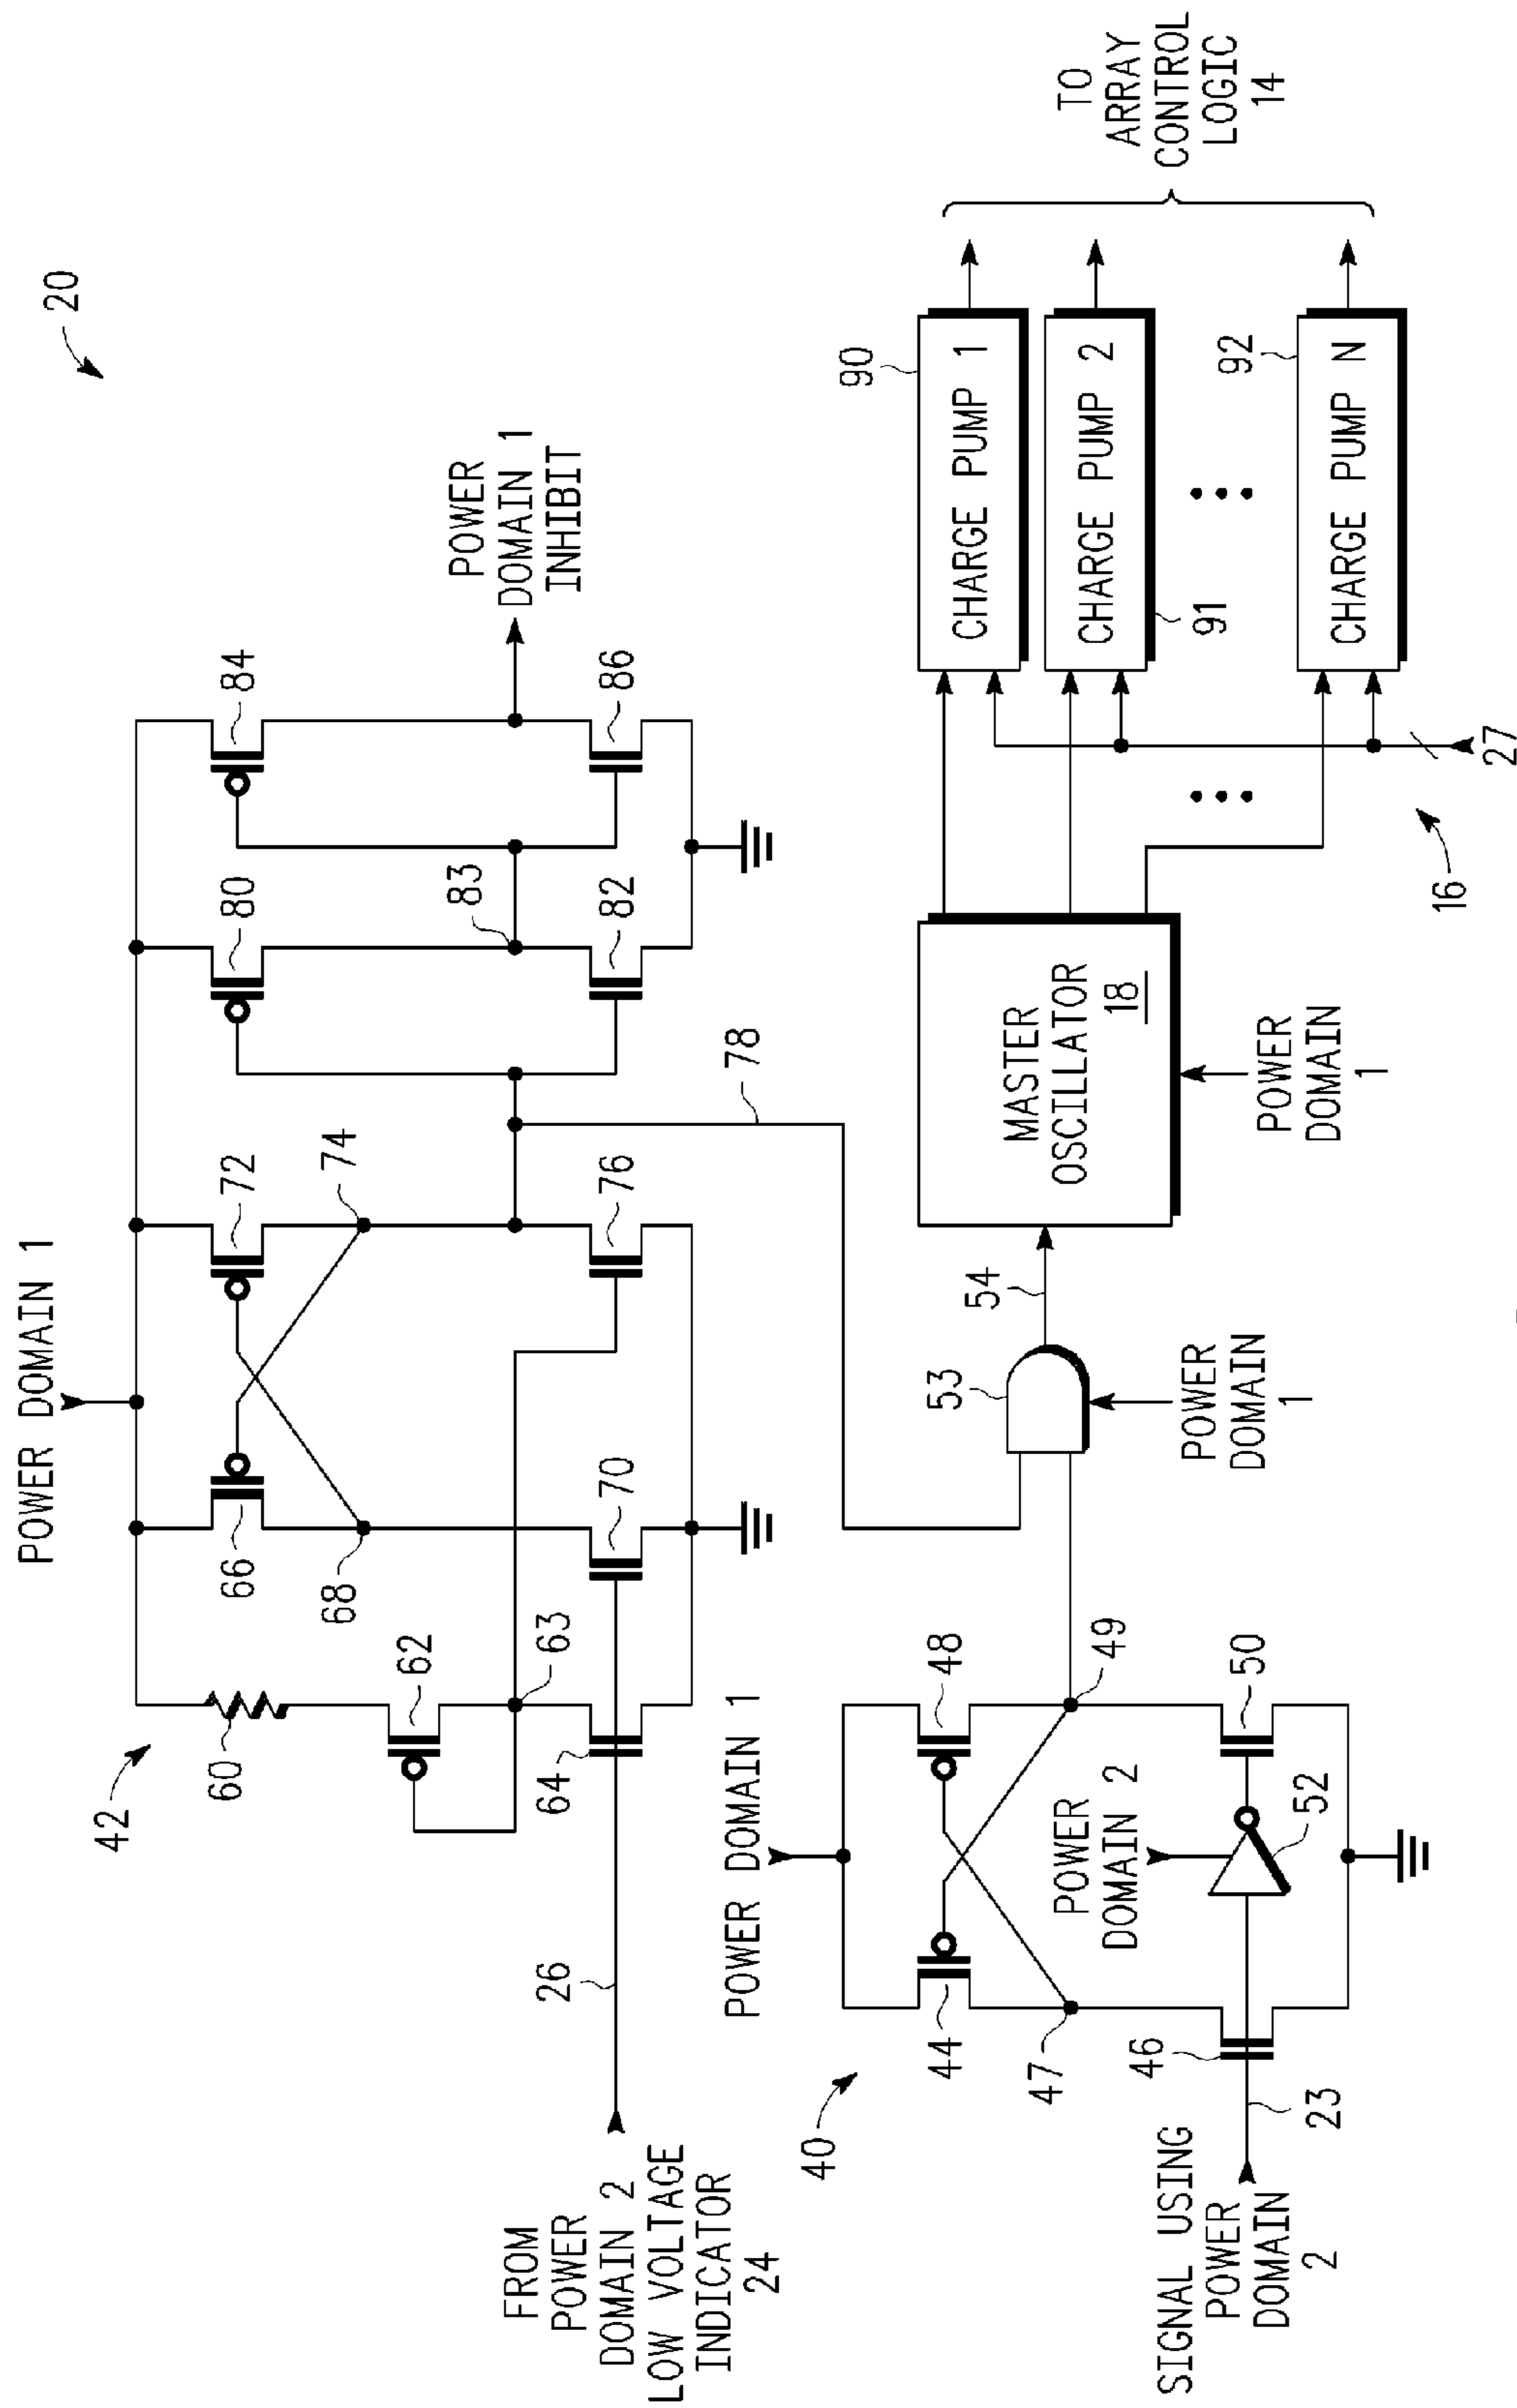 20
POWER DOMAIN 1
42
60
62
63
64
66
68
70
72
74
76
78
80
82
83
84
86
POWER
DOMAIN 1
INHIBIT
26
FROM
POWER
DOMAIN 2
LOW VOLTAGE
INDICATOR
24
40
POWER DOMAIN 1
44
46
47
48
49
50
52
POWER
DOMAIN 2
23
SIGNAL USING
POWER
DOMAIN
2
53
54
POWER
DOMAIN
1
MASTER
OSCILLATOR
18
POWER
DOMAIN
1
16
27
90
CHARGE PUMP 1
CHARGE PUMP 2
91
92
CHARGE PUMP N
TO
ARRAY
CONTROL
LOGIC
14